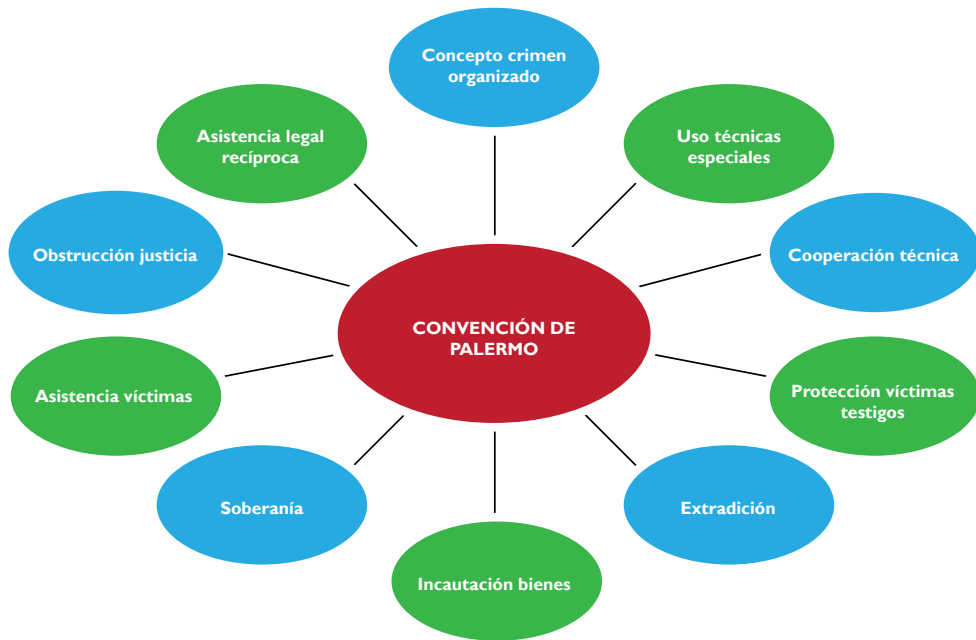 Concepto crimen
organizado
Asistencia legal
recíproca
Uso técnicas
especiales
Obstrucción justicia
Cooperación técnica
CONVENCIÓN DE
PALERMO
Asistencia víctimas
Protección víctimas
testigos
Soberanía
Extradición
Incautación bienes